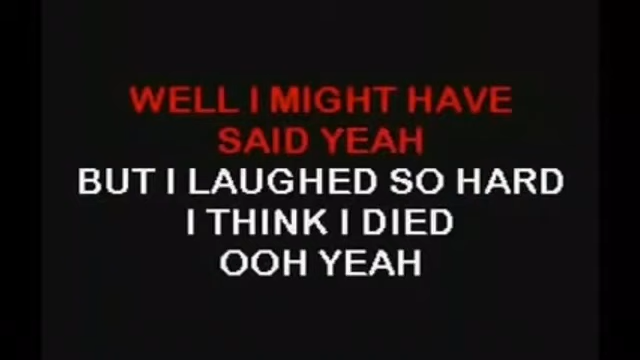 WELL I MIGHT HAVE
SAID YEAH
BUT I LAUGHED SO HARD
I THINK I DIED
OOH YEAH